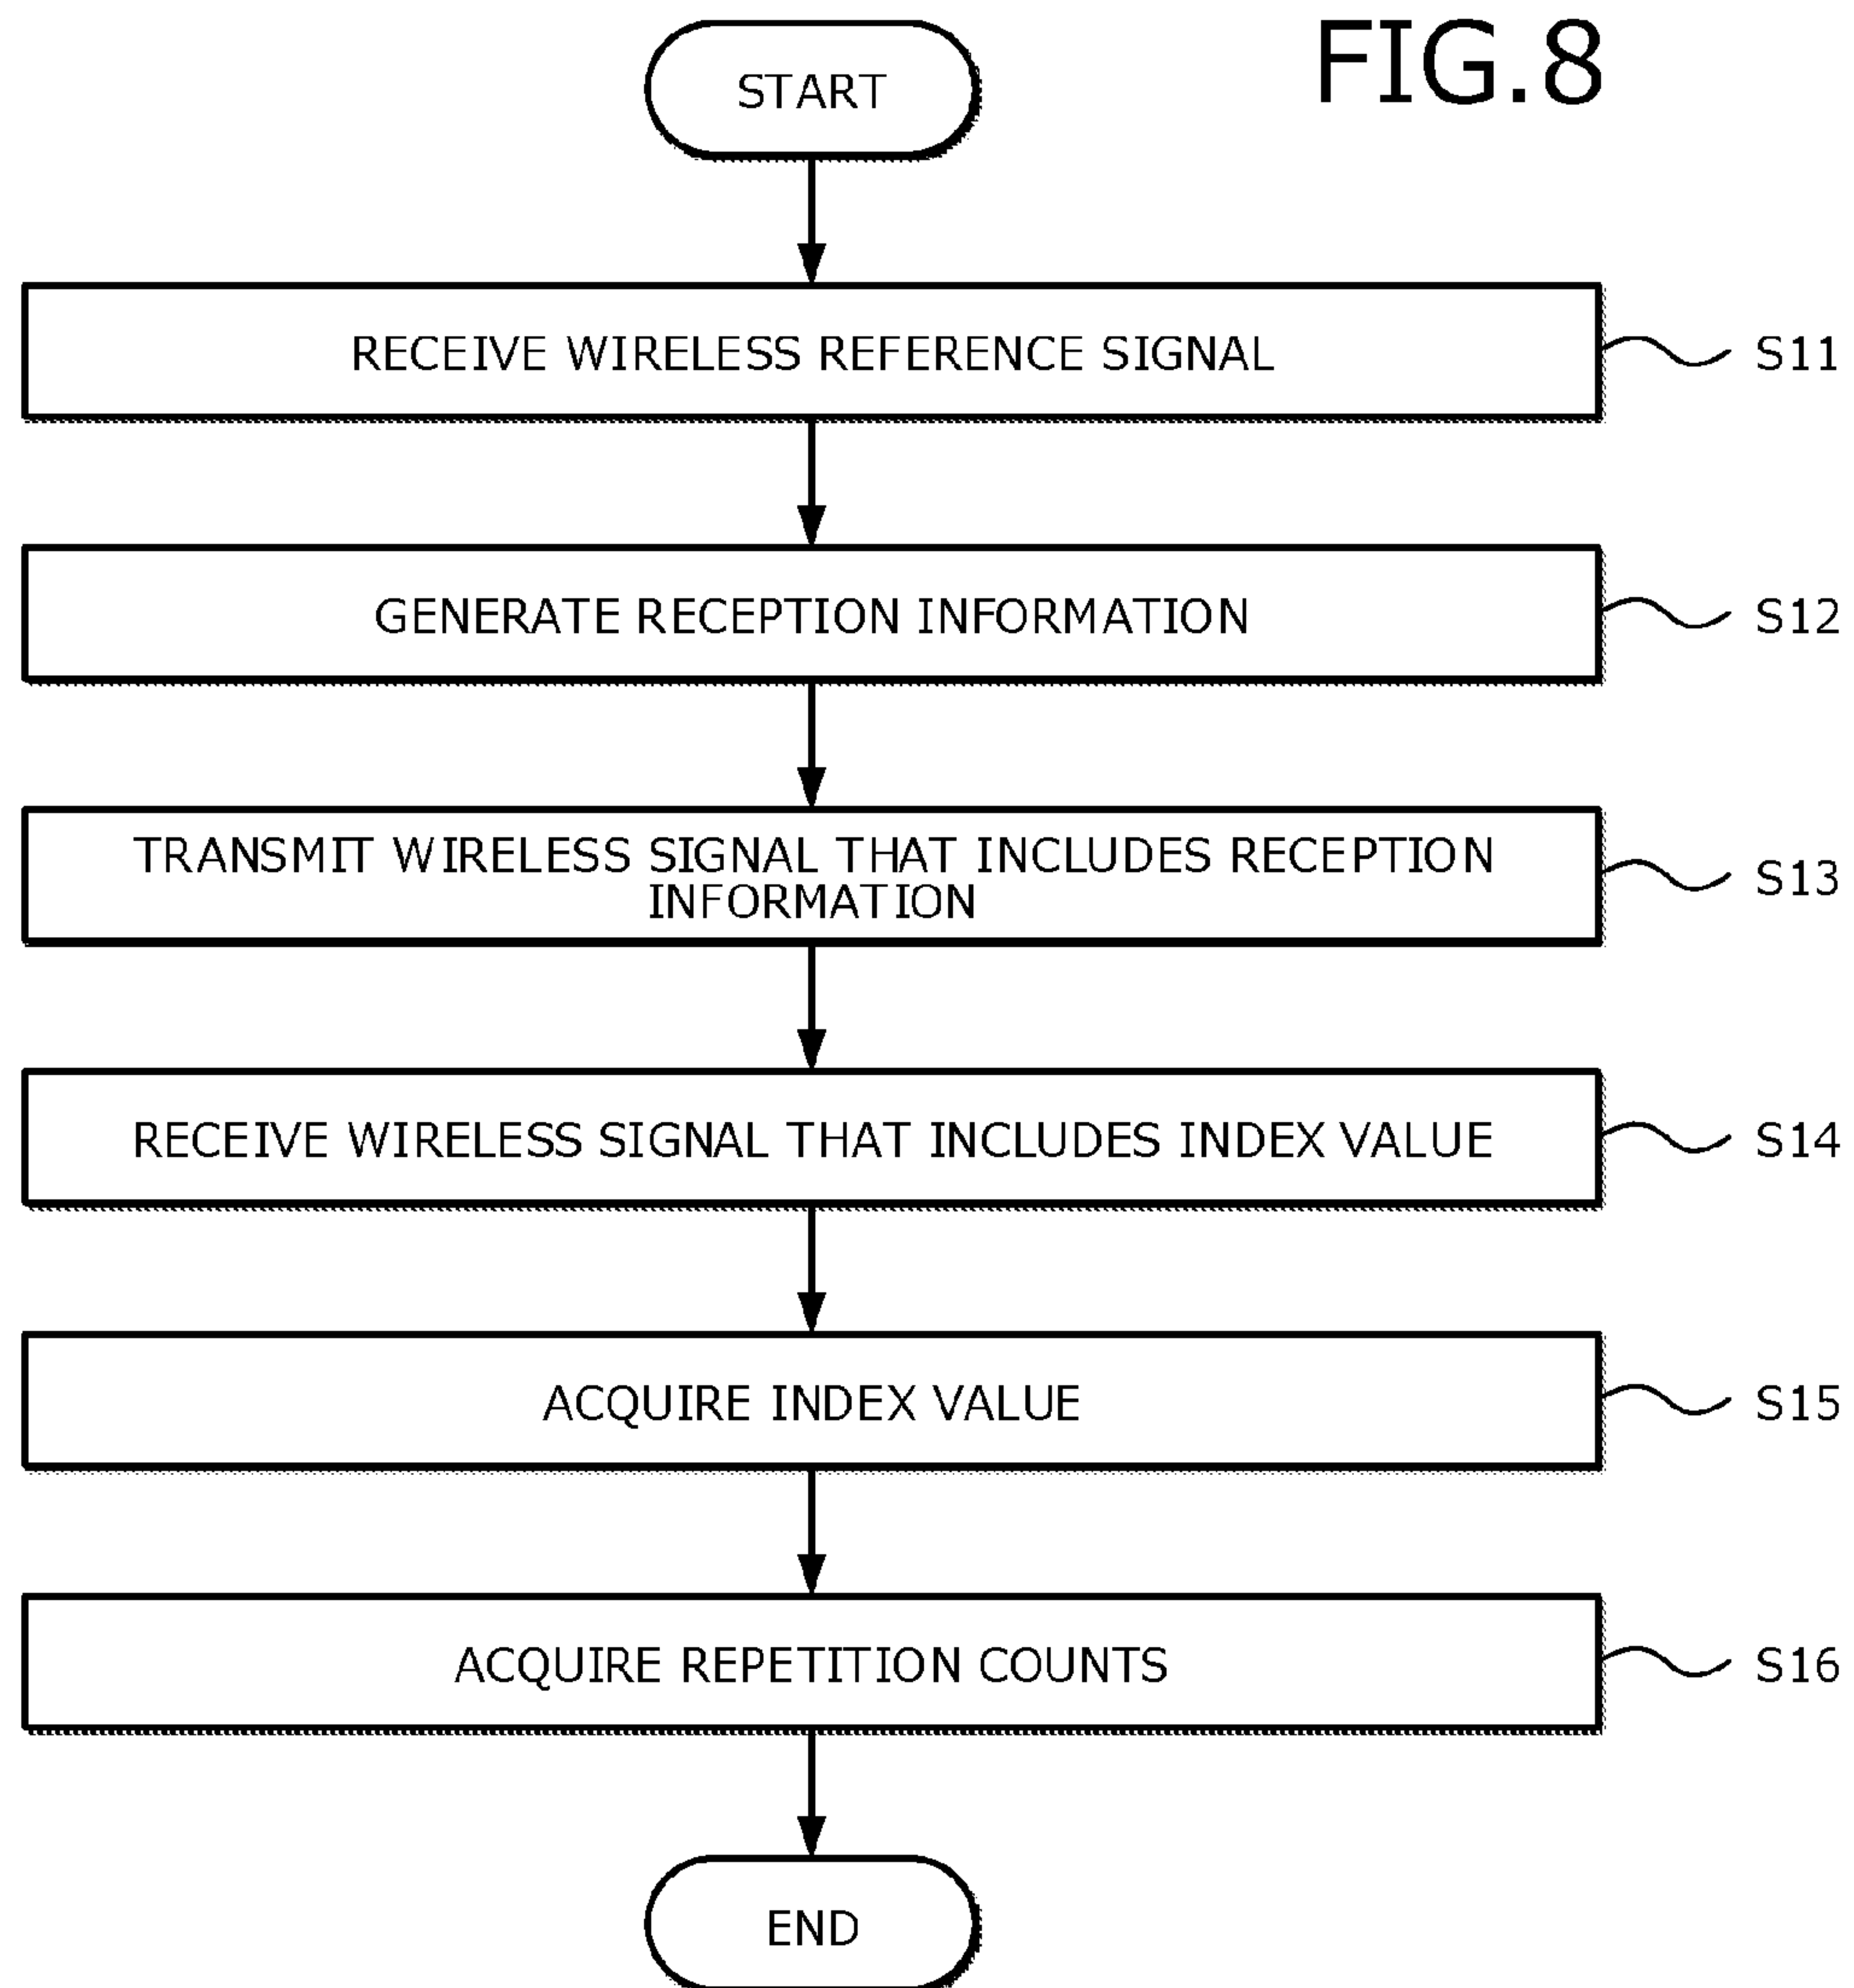 FIG.8
START
RECEIVE WIRELESS REFERENCE SIGNAL
S11
GENERATE RECEPTION INFORMATION
S12
TRANSMIT WIRELESS SIGNAL THAT INCLUDES RECEPTION
INFORMATION
S13
RECEIVE WIRELESS SIGNAL THAT INCLUDES INDEX VALUE
S14
ACQUIRE INDEX VALUE
S15
ACQUIRE REPETITION COUNTS
S16
END